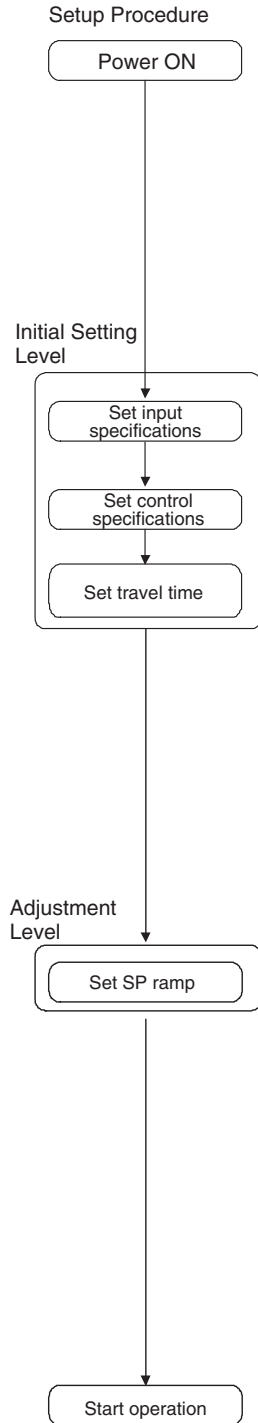 Setup Procedure
Power ON
Initial Setting
Level
Set input
specifications
Set control
specifications
Set travel time
Adjustment
Level
Set SP ramp
Start operation